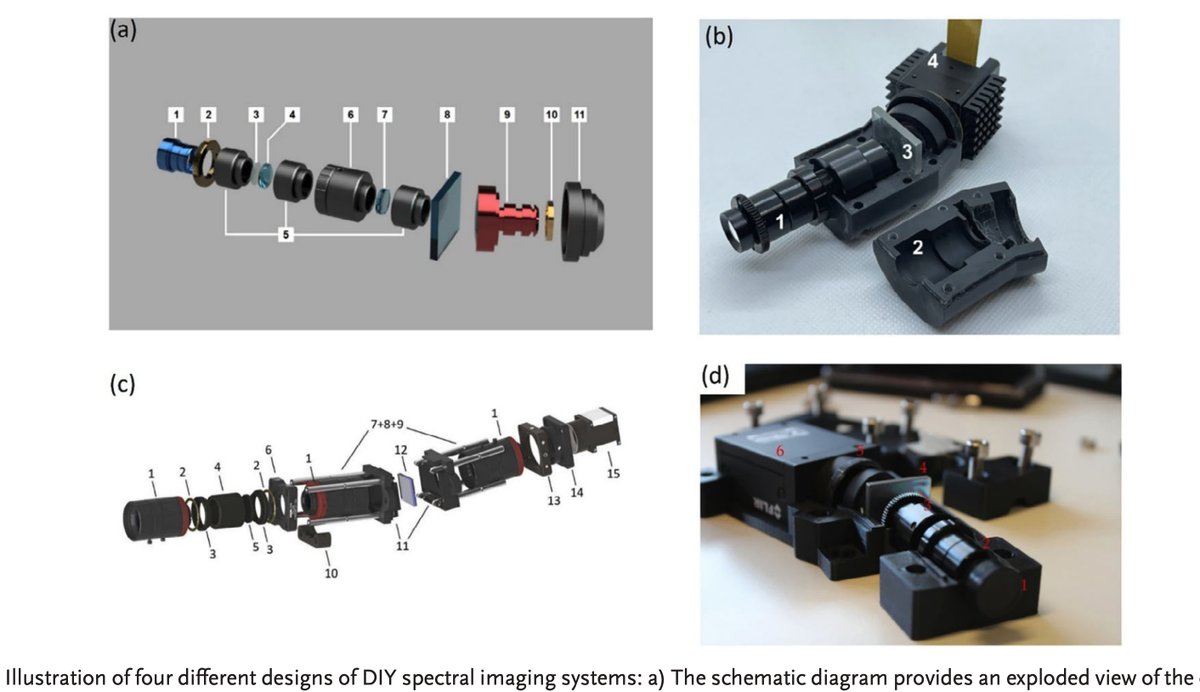 (a)
1 2 3 4 6 7 8 9 10 11
5
(b)
4
3
1
2
(c)
7+8+9
1
12
6
1 2 4 2 1
15
13 14
3 5 3
11
10
(d)
6 5 4
FLIR
3
2
1
Illustration of four different designs of DIY spectral imaging systems: a) The schematic diagram provides an exploded view of the